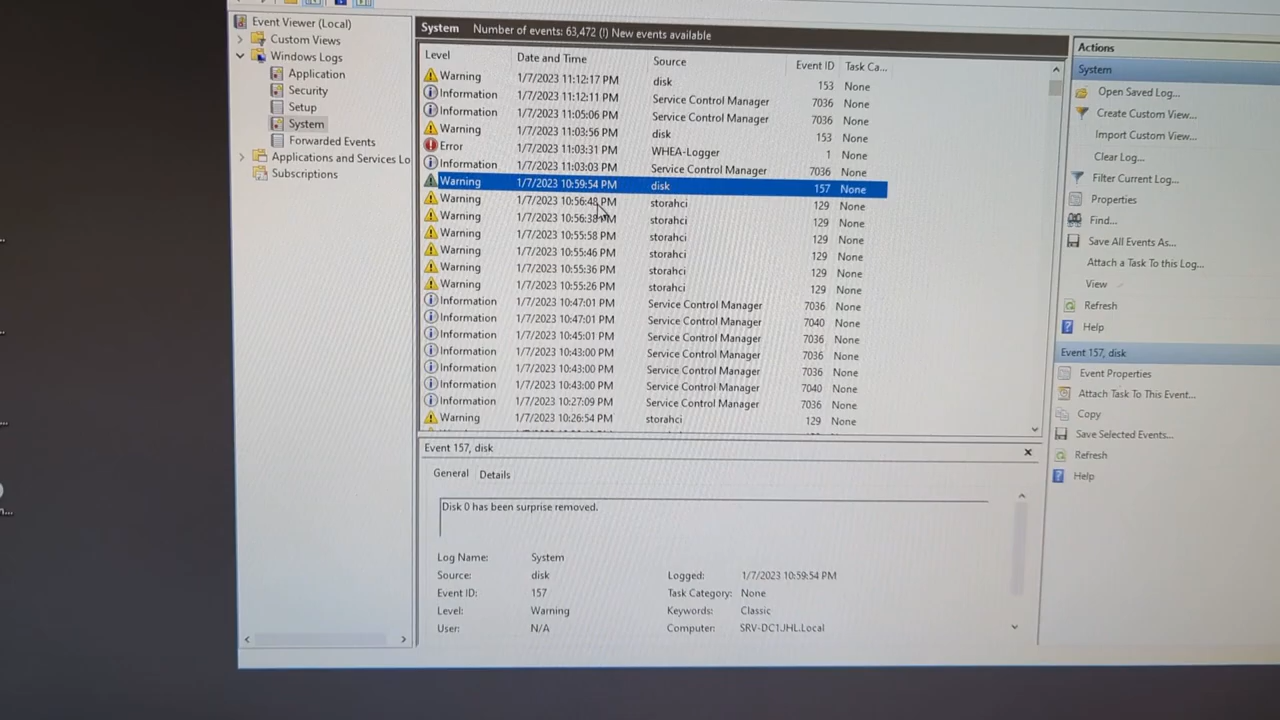 Event Viewer (Local)
Custom Views
Windows Logs
Application
Security
Setup
System
Forwarded Events
Applications and Services Lo
Subscriptions
System Number of events: 63,472 (!) New events available
Level Date and Time Source Event ID Task Ca...
Warning 1/7/2023 11:12:17 PM disk 153 None
Information 1/7/2023 11:12:11 PM Service Control Manager 7036 None
Information 1/7/2023 11:05:06 PM Service Control Manager 7036 None
Warning 1/7/2023 11:03:56 PM disk 153 None
Error 1/7/2023 11:03:31 PM WHEA-Logger 1 None
Information 1/7/2023 11:03:03 PM Service Control Manager 7036 None
Warning 1/7/2023 10:59:54 PM disk 157 None
Warning 1/7/2023 10:56:48 PM storahci 129 None
Warning 1/7/2023 10:56:38 PM storahci 129 None
Warning 1/7/2023 10:55:58 PM storahci 129 None
Warning 1/7/2023 10:55:46 PM storahci 129 None
Warning 1/7/2023 10:55:36 PM storahci 129 None
Warning 1/7/2023 10:55:26 PM storahci 129 None
Information 1/7/2023 10:47:01 PM Service Control Manager 7036 None
Information 1/7/2023 10:47:01 PM Service Control Manager 7040 None
Information 1/7/2023 10:45:01 PM Service Control Manager 7036 None
Information 1/7/2023 10:43:00 PM Service Control Manager 7036 None
Information 1/7/2023 10:43:00 PM Service Control Manager 7036 None
Information 1/7/2023 10:43:00 PM Service Control Manager 7040 None
Information 1/7/2023 10:27:09 PM Service Control Manager 7036 None
Warning 1/7/2023 10:26:54 PM storahci 129 None
Event 157, disk
General Details
Disk 0 has been surprise removed.
Log Name: System
Source: disk Logged: 1/7/2023 10:59:54 PM
Event ID: 157 Task Category: None
Level: Warning Keywords: Classic
User: N/A Computer: SRV-DC1.JHL.Local
Actions
System
Open Saved Log...
Create Custom View...
Import Custom View...
Clear Log...
Filter Current Log...
Properties
Find...
Save All Events As...
Attach a Task To this Log...
View
Refresh
Help
Event 157, disk
Event Properties
Attach Task To This Event...
Copy
Save Selected Events...
Refresh
Help